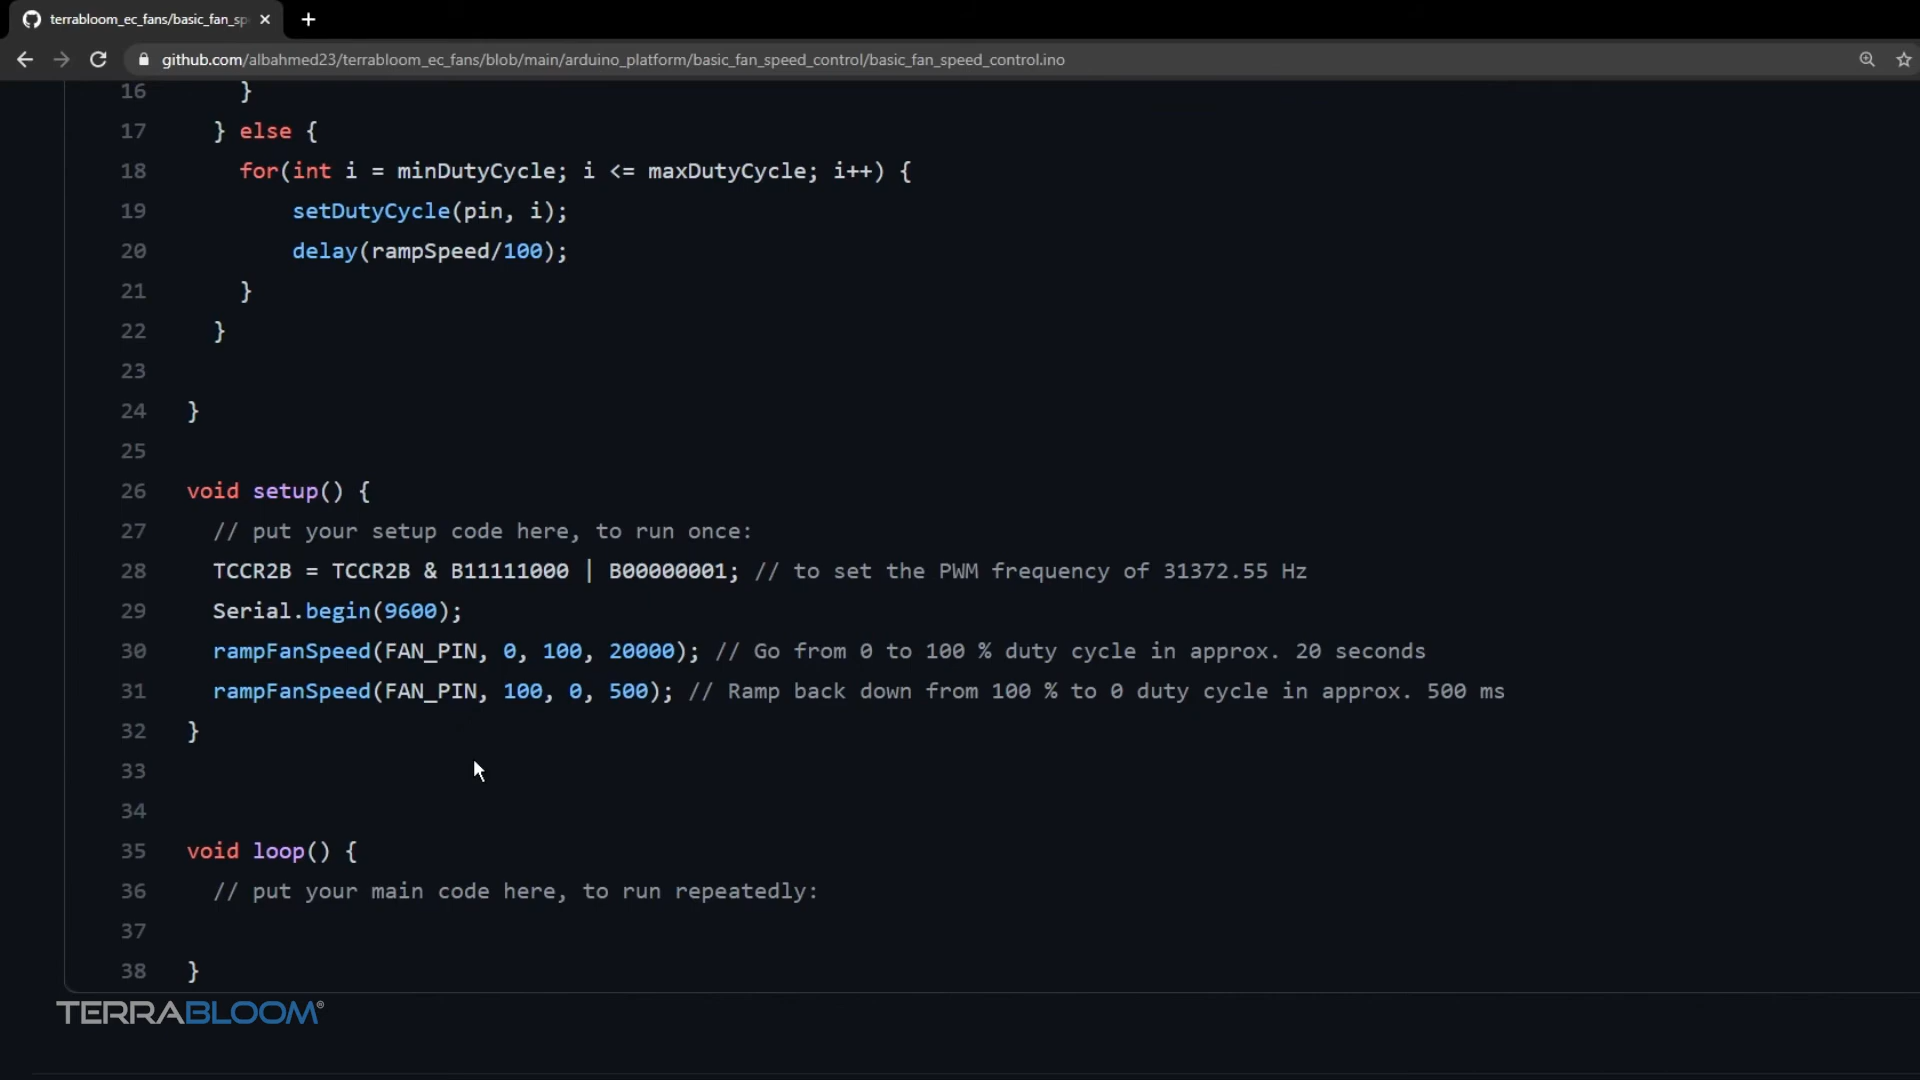 terrabloom_ec_fans/basic_fan_sp
github.com/albahmed23/terrabloom_ec_fans/blob/main/arduino_platform/basic_fan_speed_control/basic_fan_speed_control.ino
16 }
17 } else {
18 for(int i = minDutyCycle; i <= maxDutyCycle; i++) {
19 setDutyCycle(pin, i);
20 delay(rampSpeed/100);
21 }
22 }
23
24 }
25
26 void setup() {
27 // put your setup code here, to run once:
28 TCCR2B = TCCR2B & B11111000 | B00000001; // to set the PWM frequency of 31372.55 Hz
29 Serial.begin(9600);
30 rampFanSpeed(FAN_PIN, 0, 100, 20000); // Go from 0 to 100 % duty cycle in approx. 20 seconds
31 rampFanSpeed(FAN_PIN, 100, 0, 500); // Ramp back down from 100 % to 0 duty cycle in approx. 500 ms
32 }
33
34
35 void loop() {
36 // put your main code here, to run repeatedly:
37
38 }
TERRABLOOM®